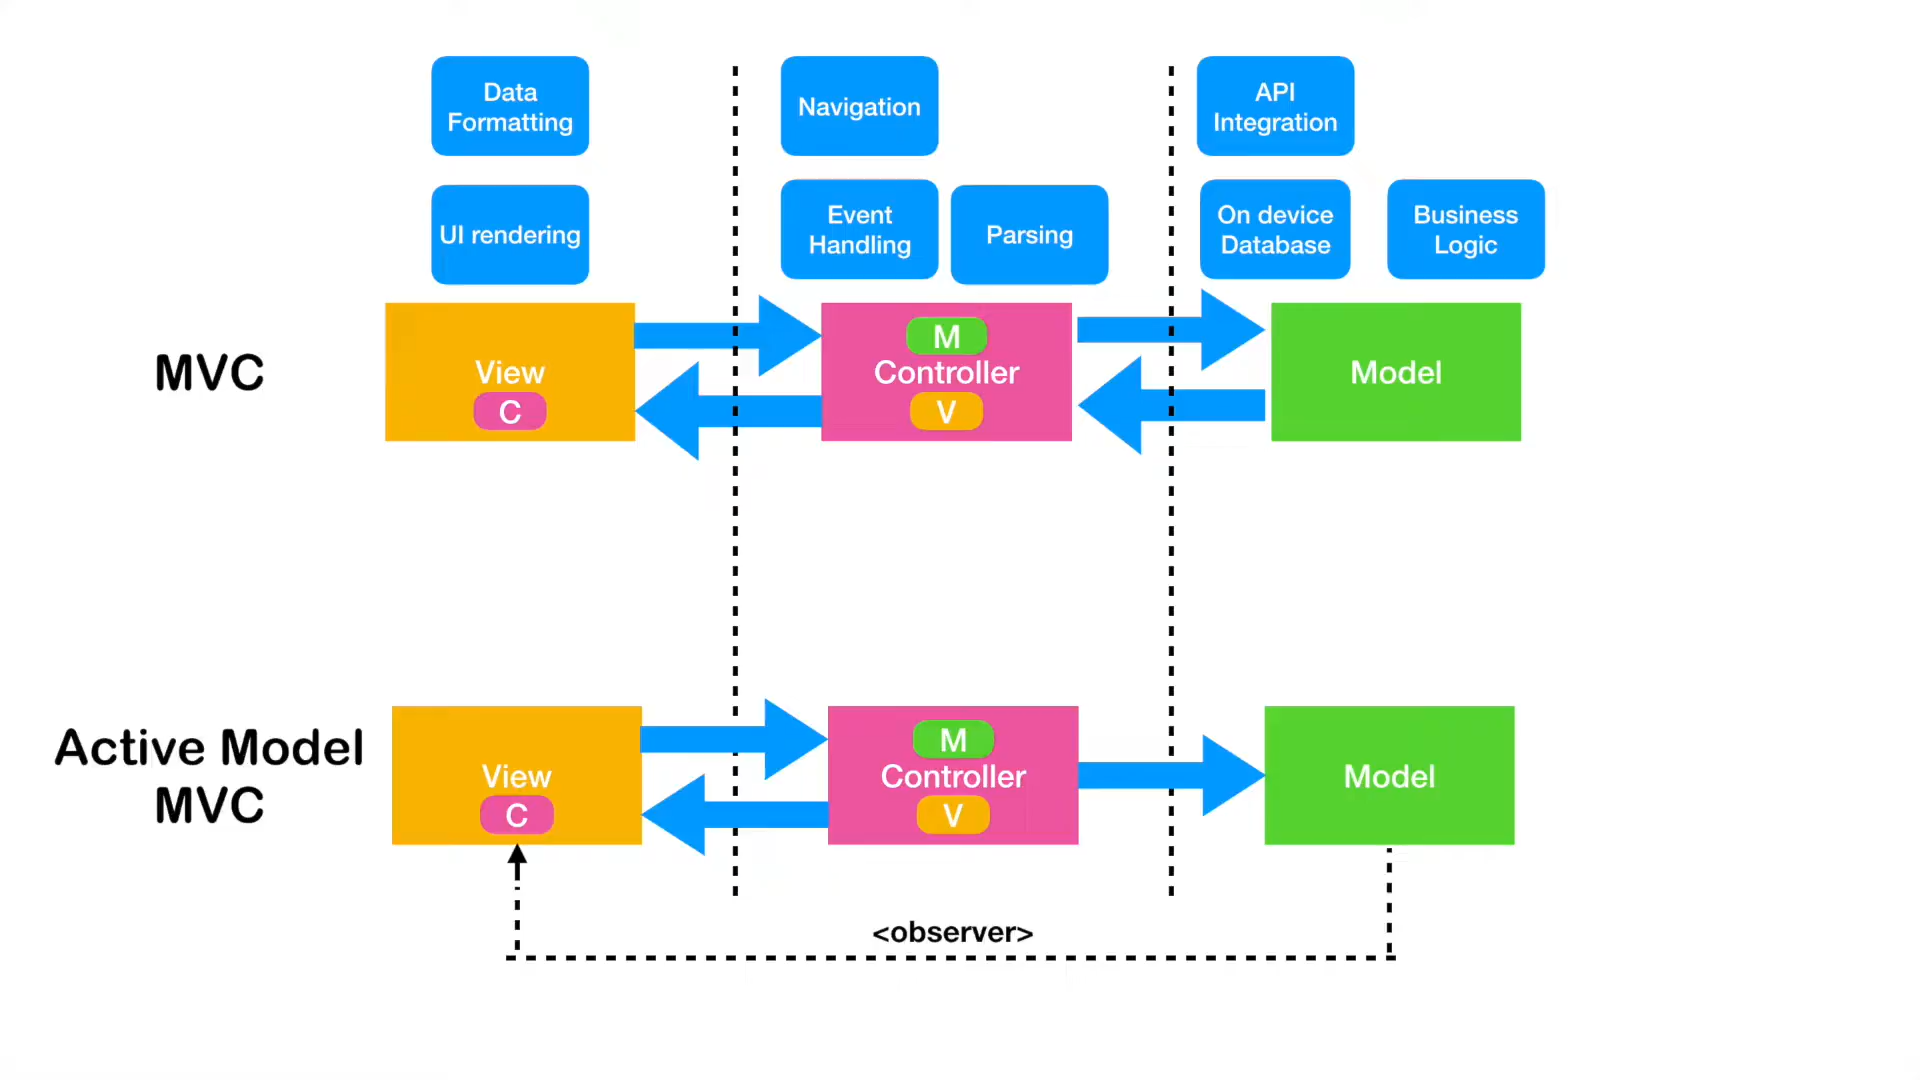 Data
Formatting
Navigation
API
Integration
UI rendering
Event
Handling
Parsing
On device
Database
Business
Logic
MVC
View
C
M
Controller
V
Model
Active Model
MVC
View
C
M
Controller
V
Model
<observer>